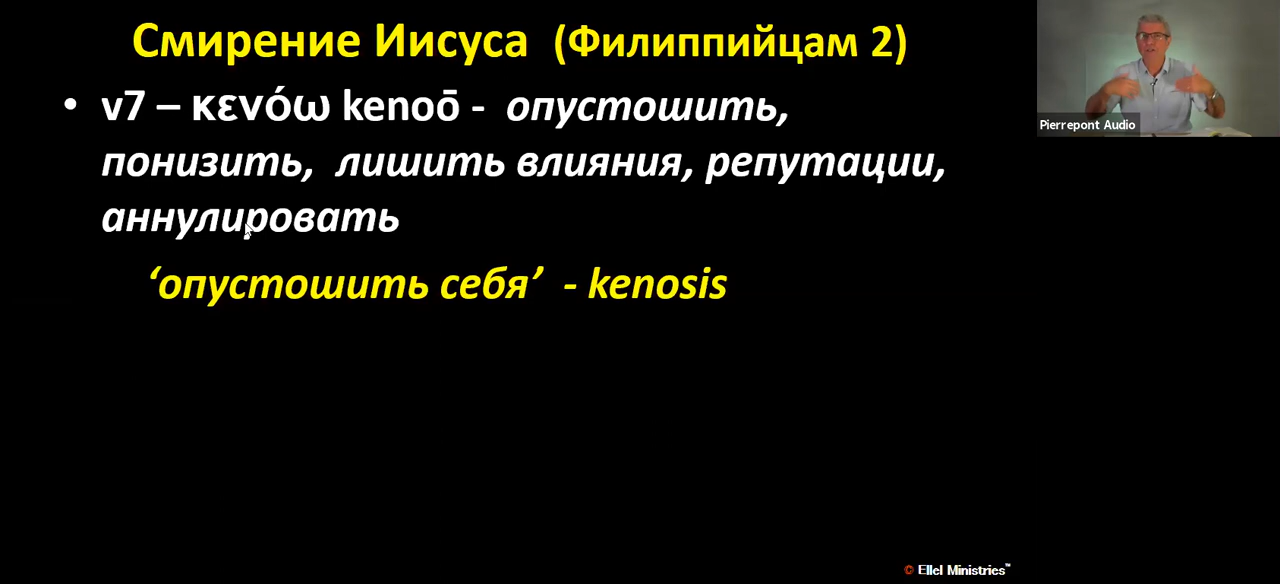 Смирение Иисуса (Филиппийцам 2)
• v7 – κενόω kenoō - опустошить,
понизить, лишить влияния, репутации,
аннулировать
‘опустошить себя’ - kenosis
Pierrepont Audio
© Ellel Ministries™